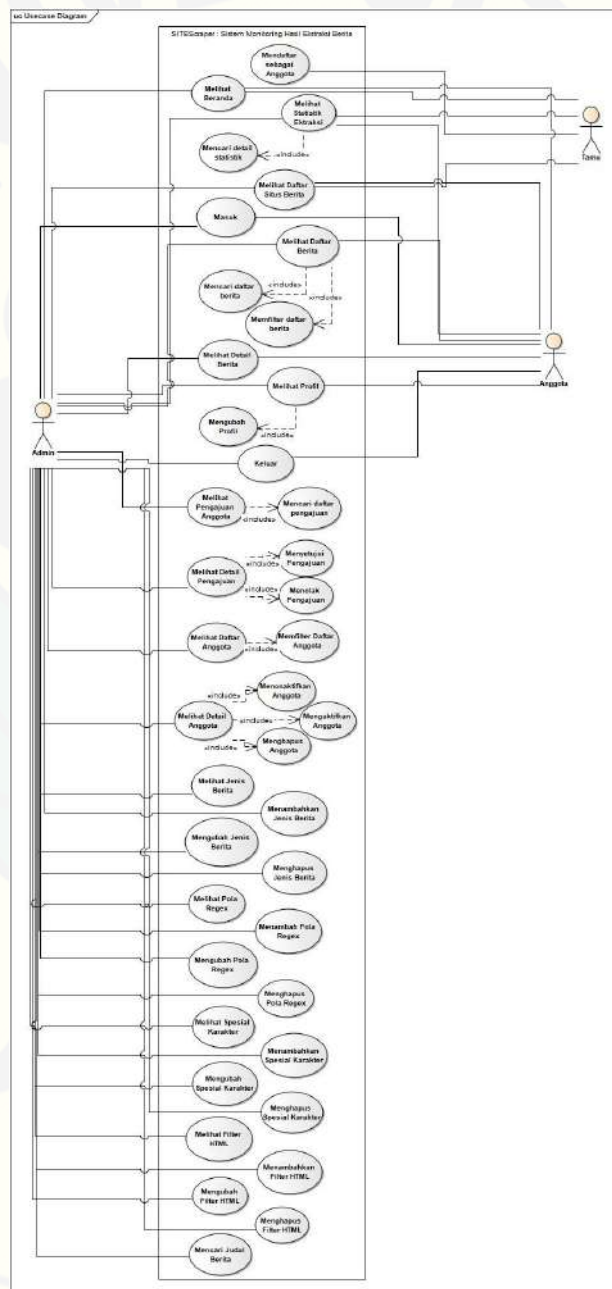 uc Usecase Diagram
SITEScraper : Sistem Monitoring Hasil Ekstraksi Berita
Mendaftar
sebagai
Anggota
Melihat
Beranda
Melihat
Statistik
Ektraksi
Tamu
Mencari detail
statistik
«include»
Melihat Daftar
Situs Berita
Masuk
Melihat Daftar
Berita
Mencari daftar
berita
«include»
«include»
Memfilter daftar
berita
Melihat Detail
Berita
Anggota
Melihat Profil
Mengubah
Profil
«include»
Admin
Keluar
Melihat
Pengajuan
Anggota
«include»
Mencari daftar
pengajuan
Melihat Detail
Pengajuan
«include»
Menyetujui
Pengajuan
«include»
Menolak
Pengajuan
Melihat Daftar
Anggota
«include»
Memfilter Daftar
Anggota
Melihat Detail
Anggota
«include»
Menonaktifkan
Anggota
«include»
Mengaktifkan
Anggota
«include»
Menghapus
Anggota
Melihat Jenis
Berita
Menambahkan
Jenis Berita
Mengubah Jenis
Berita
Menghapus
Jenis Berita
Melihat Pola
Regex
Menambah Pola
Regex
Mengubah Pola
Regex
Menghapus
Pola Regex
Melihat Spesial
Karakter
Menambahkan
Spesial Karakter
Mengubah
Spesial Karakter
Menghapus
Spesial Karakter
Melihat Filter
HTML
Menambahkan
Filter HTML
Mengubah
Filter HTML
Menghapus
Filter HTML
Mencari Judul
Berita